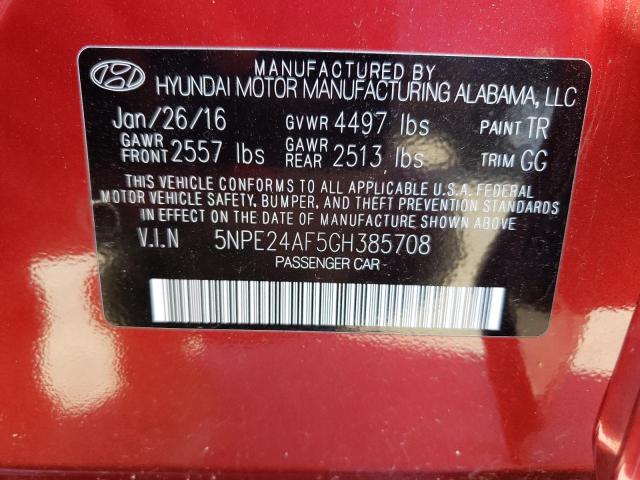 MANUFACTURED BY
HYUNDAI MOTOR MANUFACTURING ALABAMA, LLC
Jan/26/16 GVWR 4497 lbs PAINT TR
GAWR FRONT 2557 lbs GAWR REAR 2513 lbs TRIM GG
THIS VEHICLE CONFORMS TO ALL APPLICABLE U.S.A. FEDERAL
MOTOR VEHICLE SAFETY, BUMPER, AND THEFT PREVENTION STANDARDS
IN EFFECT ON THE DATE OF MANUFACTURE SHOWN ABOVE
V.I.N 5NPE24AF5GH385708
PASSENGER CAR